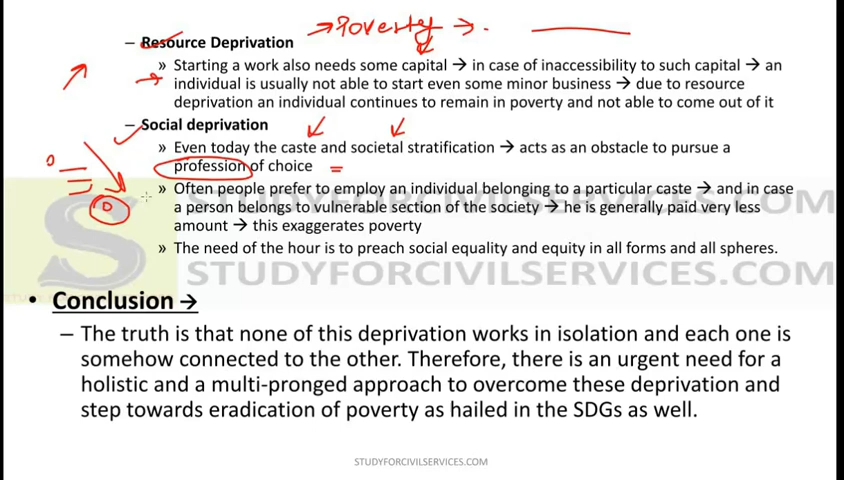 → Poverty →
– Resource Deprivation
» Starting a work also needs some capital → in case of inaccessibility to such capital → an
individual is usually not able to start even some minor business → due to resource
deprivation an individual continues to remain in poverty and not able to come out of it
– Social deprivation
» Even today the caste and societal stratification → acts as an obstacle to pursue a
profession of choice =
» Often people prefer to employ an individual belonging to a particular caste → and in case
a person belongs to vulnerable section of the society → he is generally paid very less
amount → this exaggerates poverty
STUDYFORCIVILSERVICES.COM
» The need of the hour is to preach social equality and equity in all forms and all spheres.
STUDYFORCIVILSERVICES.COM
• Conclusion →
– The truth is that none of this deprivation works in isolation and each one is
somehow connected to the other. Therefore, there is an urgent need for a
holistic and a multi-pronged approach to overcome these deprivation and
step towards eradication of poverty as hailed in the SDGs as well.
STUDYFORCIVILSERVICES.COM